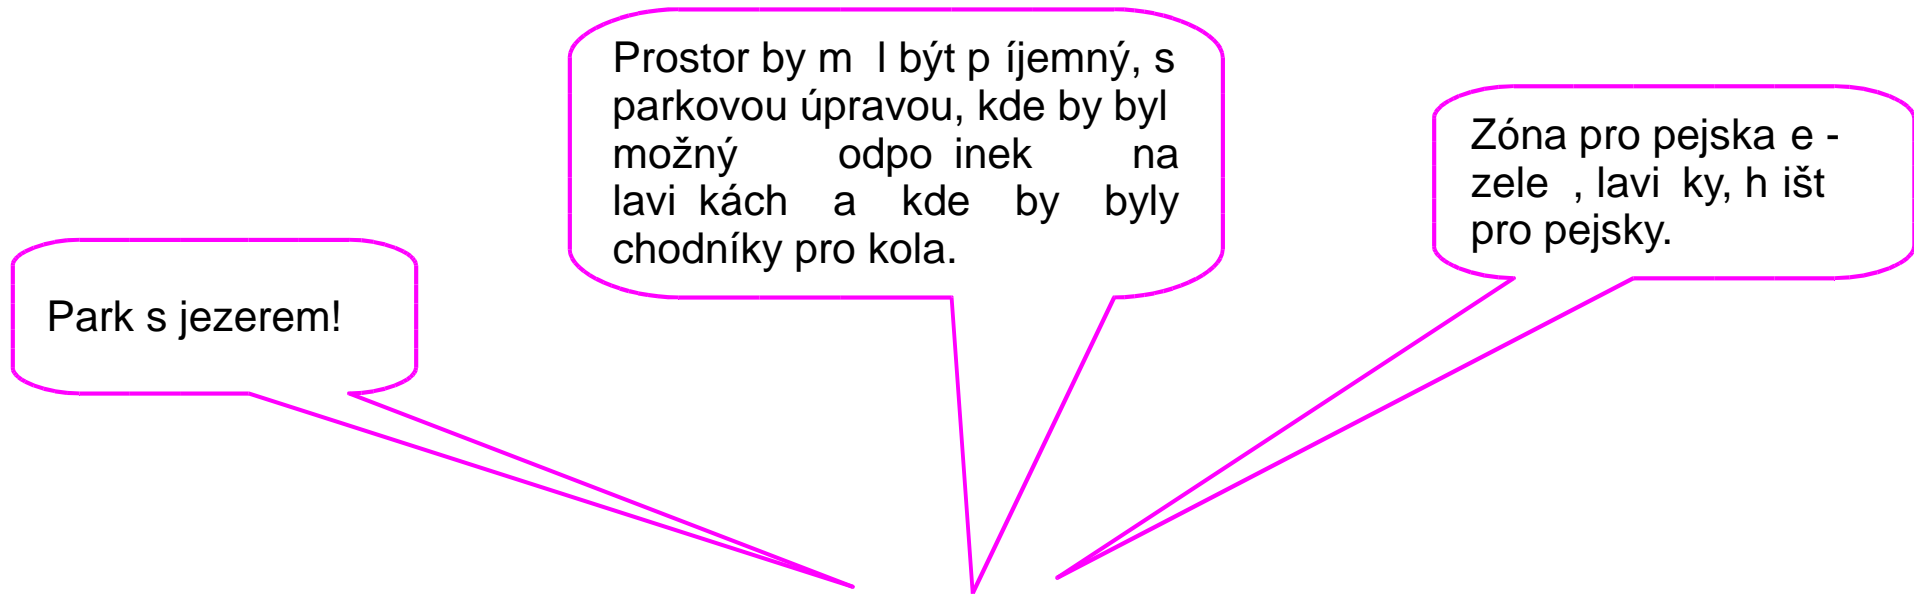 Park s jezerem!
Prostor by m l být p íjemný, s
parkovou úpravou, kde by byl
možný odpo inek na
lavi kách a kde by byly
chodníky pro kola.
Zóna pro pejska e -
zele , lavi ky, h išt
pro pejsky.